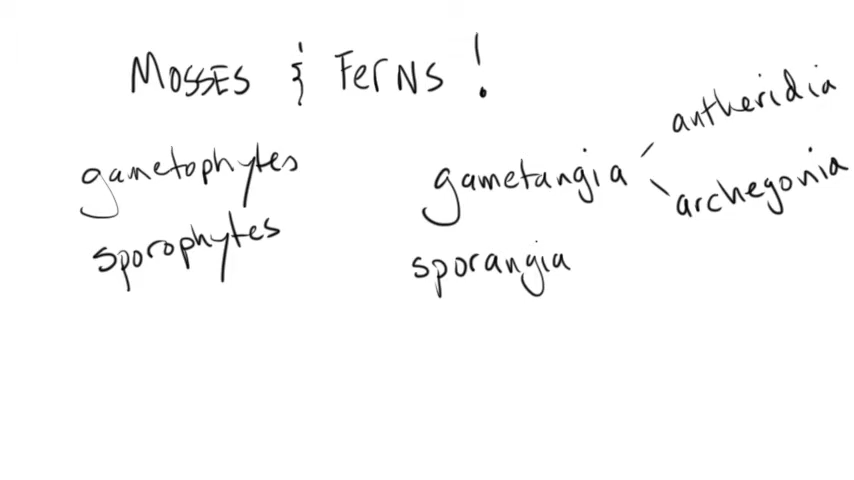 Mosses & Ferns!
gametophytes
sporophytes
gametangia
antheridia
archegonia
sporangia